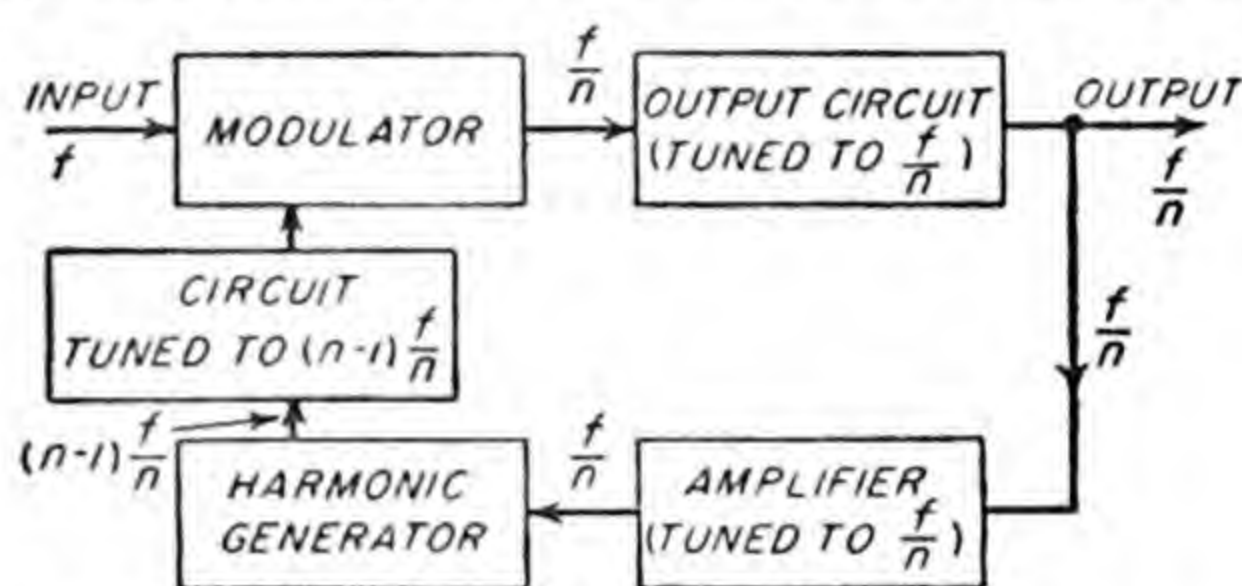 INPUT
f
MODULATOR
f/n
OUTPUT CIRCUIT
(TUNED TO f/n)
OUTPUT
f/n
f/n
CIRCUIT
TUNED TO (n-1) f/n
(n-1) f/n
HARMONIC
GENERATOR
f/n
AMPLIFIER
(TUNED TO f/n)